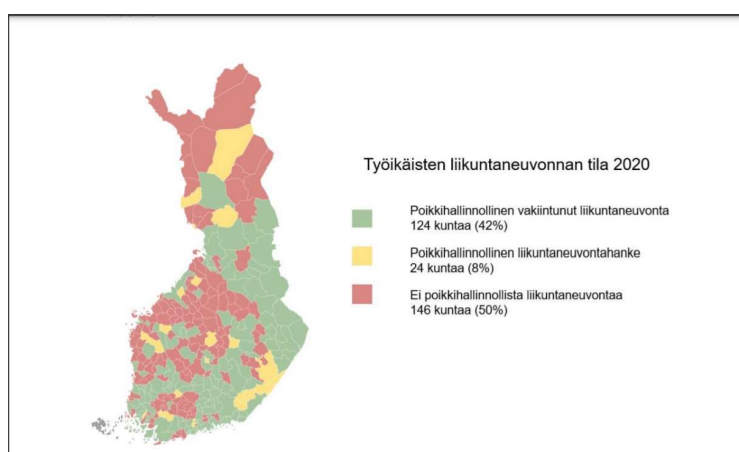 Työikäisten liikuntaneuvonnan tila 2020
Poikkihallinnollinen vakiintunut liikuntaneuvonta
124 kuntaa (42%)
Poikkihallinnollinen liikuntaneuvontahanke
24 kuntaa (8%)
Ei poikkihallinnollista liikuntaneuvontaa
146 kuntaa (50%)